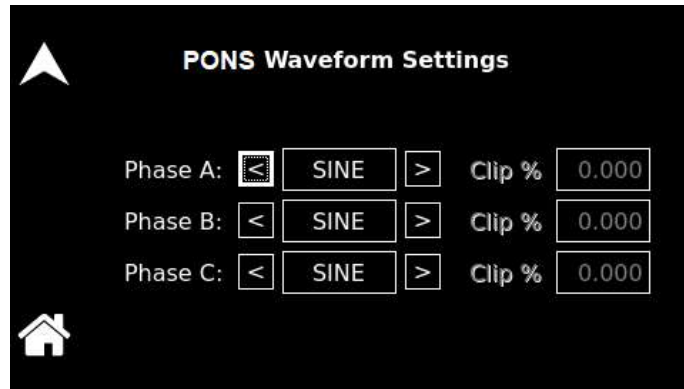 PONS Waveform Settings
Phase A: < SINE > Clip % 0.000
Phase B: < SINE > Clip % 0.000
Phase C: < SINE > Clip % 0.000